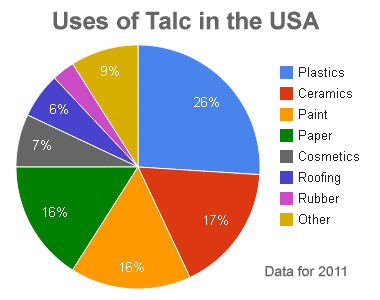 Uses of Talc in the USA
9%
26%
6%
7%
16%
17%
16%
Plastics
Ceramics
Paint
Paper
Cosmetics
Roofing
Rubber
Other
Data for 2011